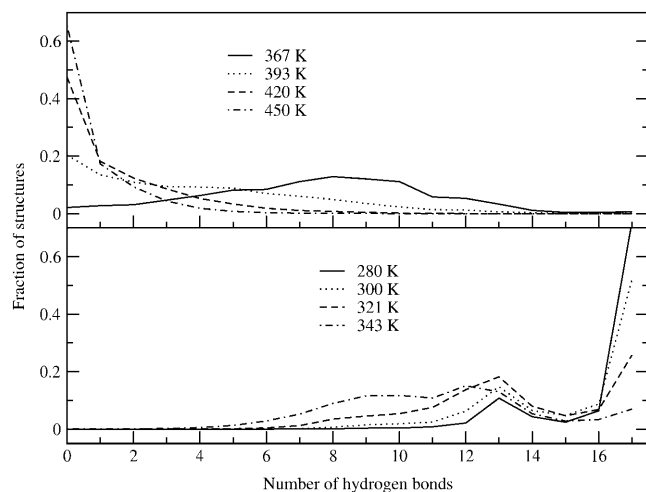 0.6
0.4
0.2
0
367 K
393 K
420 K
450 K
Fraction of structures
0.6
0.4
0.2
0
280 K
300 K
321 K
343 K
0 2 4 6 8 10 12 14 16
Number of hydrogen bonds